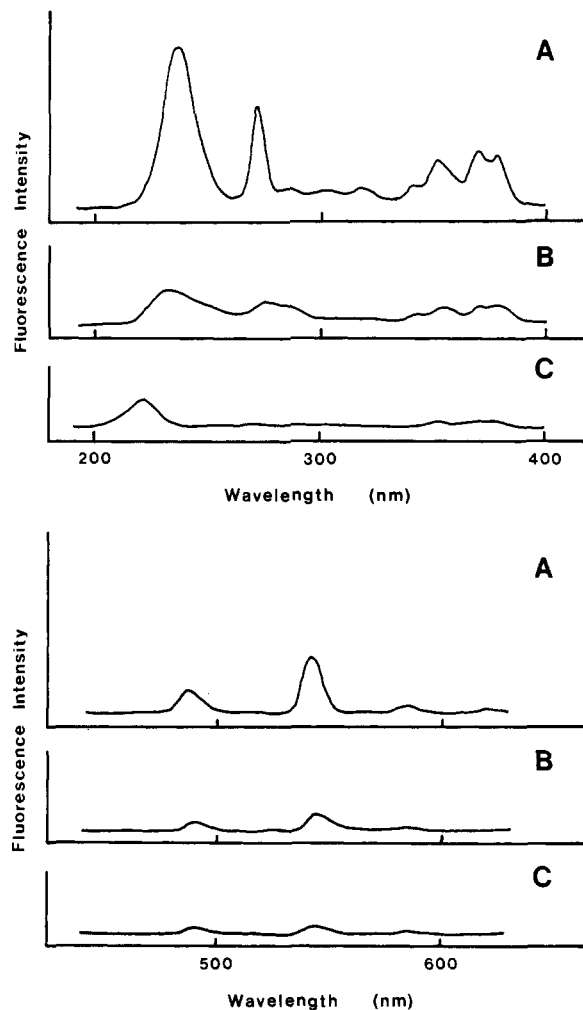 A
B
C
Fluorescence Intensity
200 300 400
Wavelength (nm)
A
B
C
Fluorescence Intensity
500 600
Wavelength (nm)